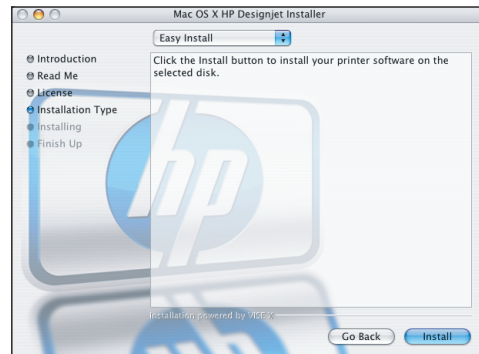 Mac OS X HP Designjet Installer
Easy Install
Introduction
Read Me
License
Installation Type
Installing
Finish Up
Click the Install button to install your printer software on the
selected disk.
hp
Installation powered by VISE X
Go Back
Install